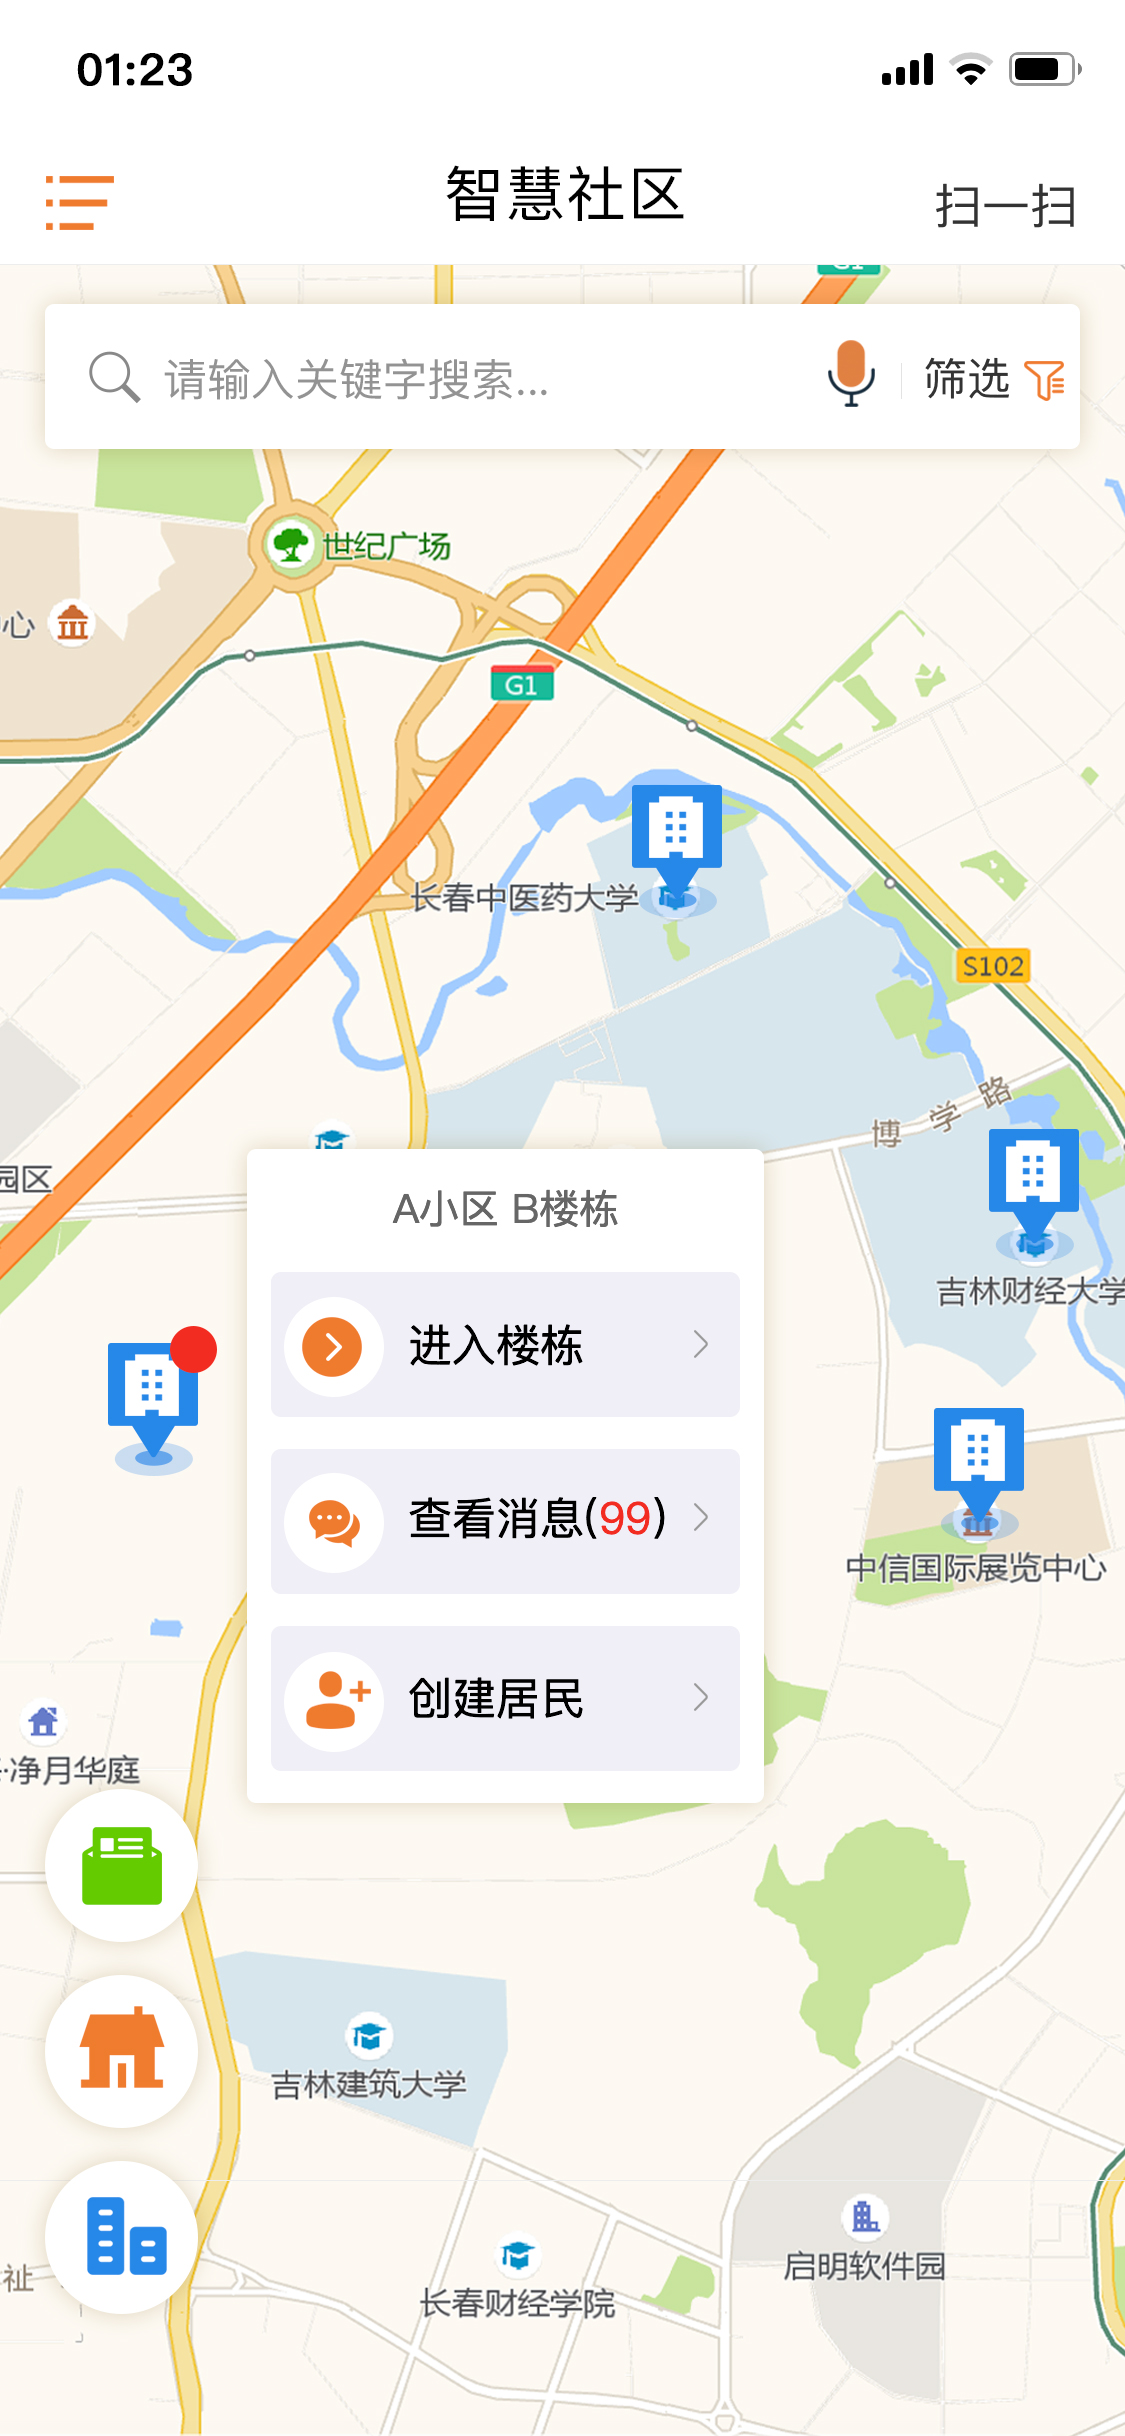 01:23
智慧社区
扫一扫
G1
请输入关键字搜索...
筛选
世纪广场
心
G1
长春中医药大学
S102
博学路
园区
A小区 B楼栋
吉林财经大学
进入楼栋
查看消息(99)
中信国际展览中心
创建居民
·净月华庭
吉林建筑大学
启明软件园
祉
长春财经学院